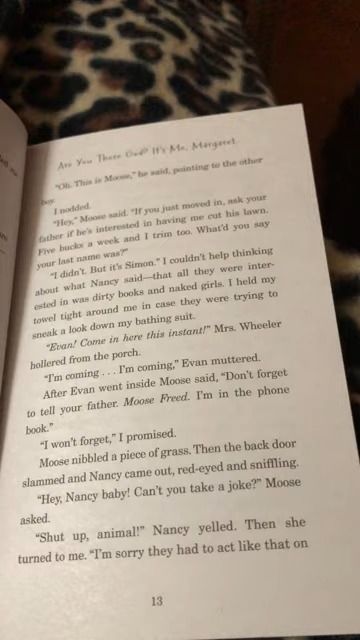 Are You There God? It's Me, Margaret.
"Oh. This is Moose," he said, pointing to the other
boy.
I nodded.
"Hey," Moose said. "If you just moved in, ask your
father if he's interested in having me cut his lawn.
Five bucks a week and I trim too. What'd you say
your last name was?"
"I didn't. But it's Simon." I couldn't help thinking
about what Nancy said—that all they were inter-
ested in was dirty books and naked girls. I held my
towel tight around me in case they were trying to
sneak a look down my bathing suit.
"Evan! Come in here this instant!" Mrs. Wheeler
hollered from the porch.
"I'm coming . . . I'm coming," Evan muttered.
After Evan went inside Moose said, "Don't forget
to tell your father. Moose Freed. I'm in the phone
book."
"I won't forget," I promised.
Moose nibbled a piece of grass. Then the back door
slammed and Nancy came out, red-eyed and sniffling.
"Hey, Nancy baby! Can't you take a joke?" Moose
asked.
"Shut up, animal!" Nancy yelled. Then she
turned to me. "I'm sorry they had to act like that on
13